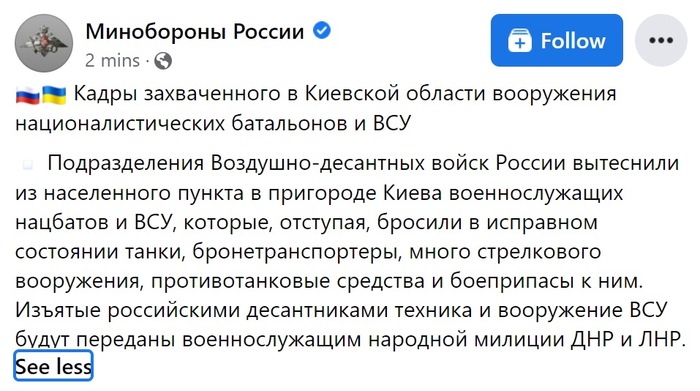 Минобороны России
2 mins ·
Follow
🇷🇺🇺🇦 Кадры захваченного в Киевской области вооружения
националистических батальонов и ВСУ
▫️ Подразделения Воздушно-десантных войск России вытеснили
из населенного пункта в пригороде Киева военнослужащих
нацбатов и ВСУ, которые, отступая, бросили в исправном
состоянии танки, бронетранспортеры, много стрелкового
вооружения, противотанковые средства и боеприпасы к ним.
Изъятые российскими десантниками техника и вооружение ВСУ
будут переданы военнослужащим народной милиции ДНР и ЛНР.
See less